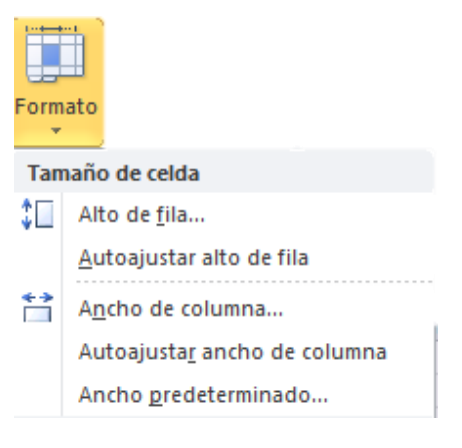 Formato
Tamaño de celda
Alto de fila...
Autoajustar alto de fila
Ancho de columna...
Autoajustar ancho de columna
Ancho predeterminado...